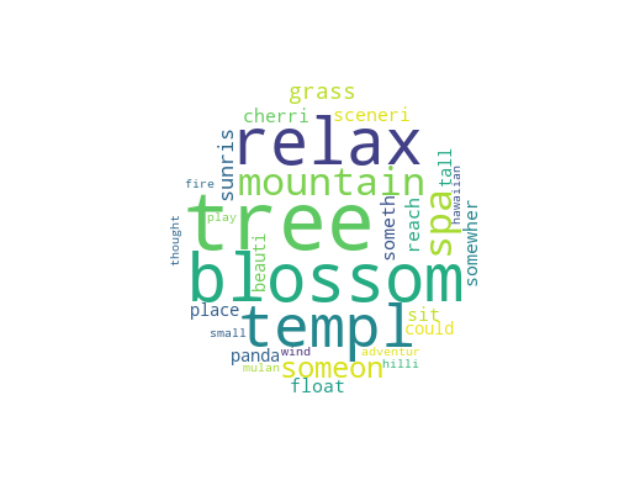 grass
cherri
sceneri
relax
sunris
tall
mountain
fire
hawaiian
tree
play
someth
reach
spa
somewher
thought
beauti
blossom
place
templ
sit
small
could
panda
wind
adventur
mulan
someon
hilli
float